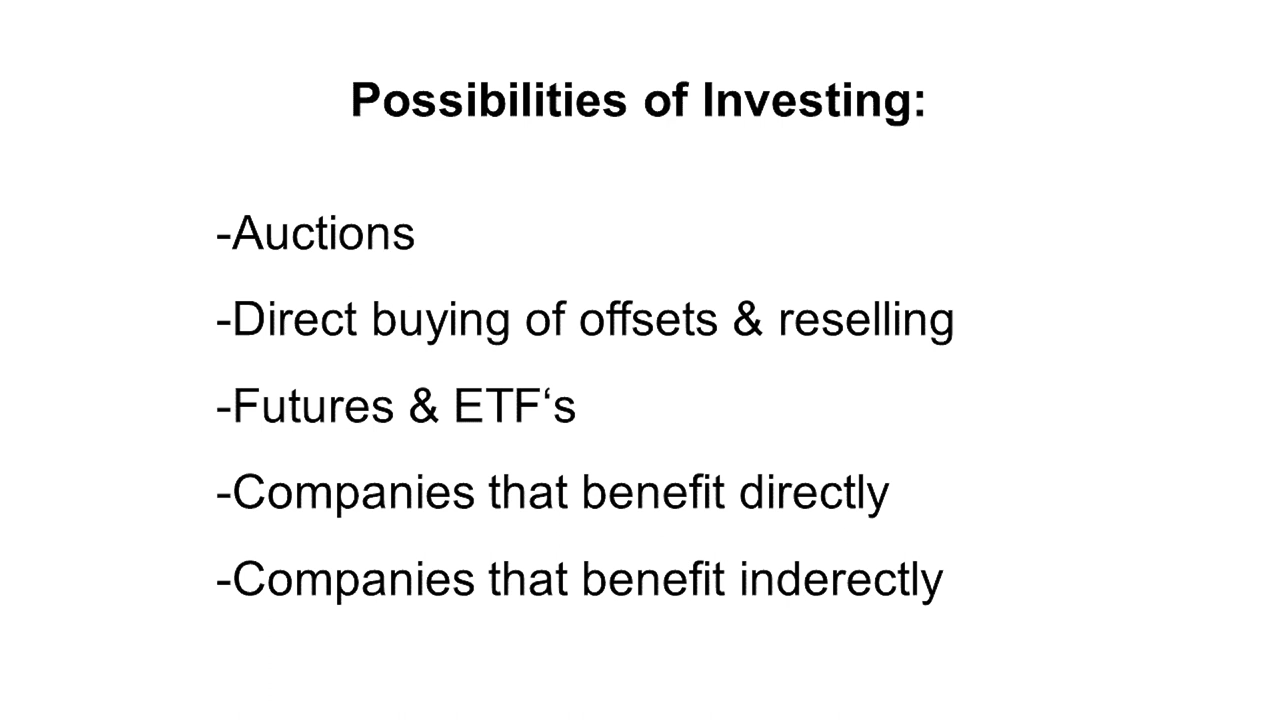 Possibilities of Investing:
-Auctions
-Direct buying of offsets & reselling
-Futures & ETF‘s
-Companies that benefit directly
-Companies that benefit inderectly